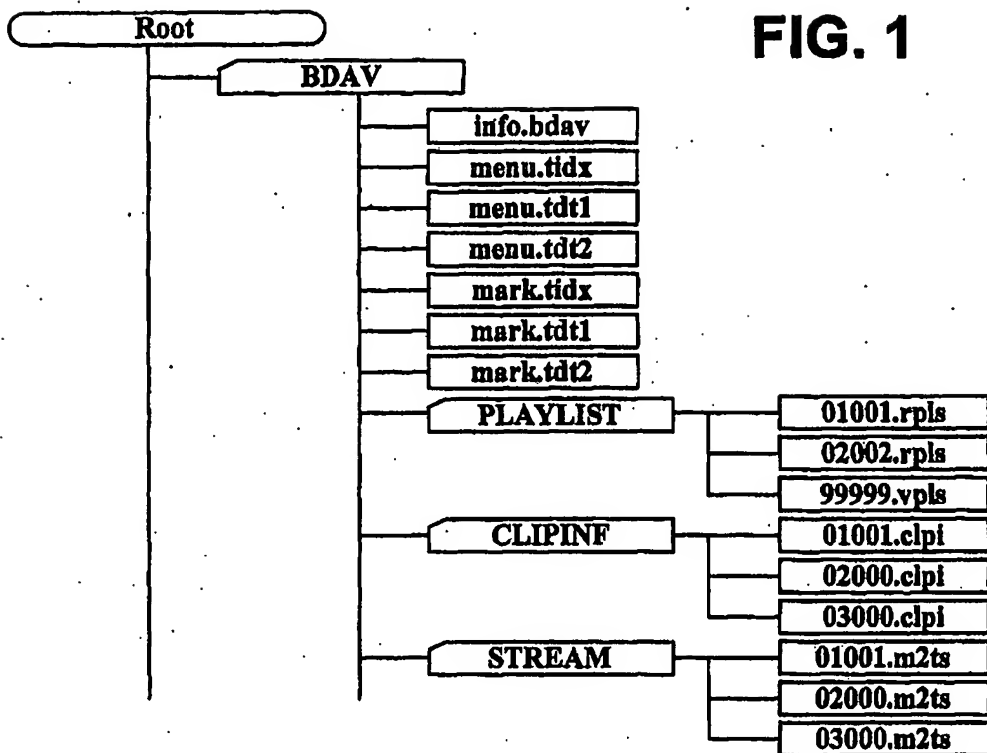 FIG. 1
Root
BDAV
info.bdav
menu.tidx
menu.tdt1
menu.tdt2
mark.tidx
mark.tdt1
mark.tdt2
PLAYLIST
01001.rpls
02002.rpls
99999.vpls
CLIPINF
01001.clpi
02000.clpi
03000.clpi
STREAM
01001.m2ts
02000.m2ts
03000.m2ts